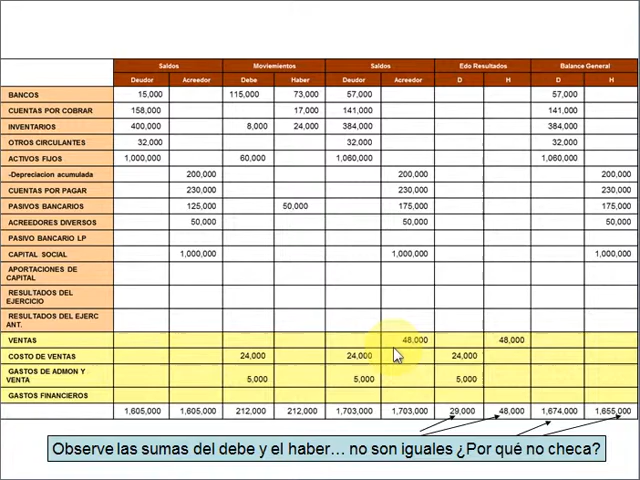 Saldos Moviemientos Saldos Edo Resultados Balance General
Deudor Acreedor Debe Haber Deudor Acreedor D H D H
BANCOS 15,000 115,000 73,000 57,000 57,000
CUENTAS POR COBRAR 158,000 17,000 141,000 141,000
INVENTARIOS 400,000 8,000 24,000 384,000 384,000
OTROS CIRCULANTES 32,000 32,000 32,000
ACTIVOS FIJOS 1,000,000 60,000 1,060,000 1,060,000
-Depreciacion acumulada 200,000 200,000 200,000
CUENTAS POR PAGAR 230,000 230,000 230,000
PASIVOS BANCARIOS 125,000 50,000 175,000 175,000
ACREEDORES DIVERSOS 50,000 50,000 50,000
PASIVO BANCARIO LP
CAPITAL SOCIAL 1,000,000 1,000,000 1,000,000
APORTACIONES DE
CAPITAL
RESULTADOS DEL
EJERCICIO
RESULTADOS DEL EJERC
ANT.
VENTAS 48,000 48,000
COSTO DE VENTAS 24,000 24,000 24,000
GASTOS DE ADMON Y
VENTA 5,000 5,000 5,000
GASTOS FINANCIEROS
1,605,000 1,605,000 212,000 212,000 1,703,000 1,703,000 29,000 48,000 1,674,000 1,655,000
Observe las sumas del debe y el haber… no son iguales ¿Por qué no checa?